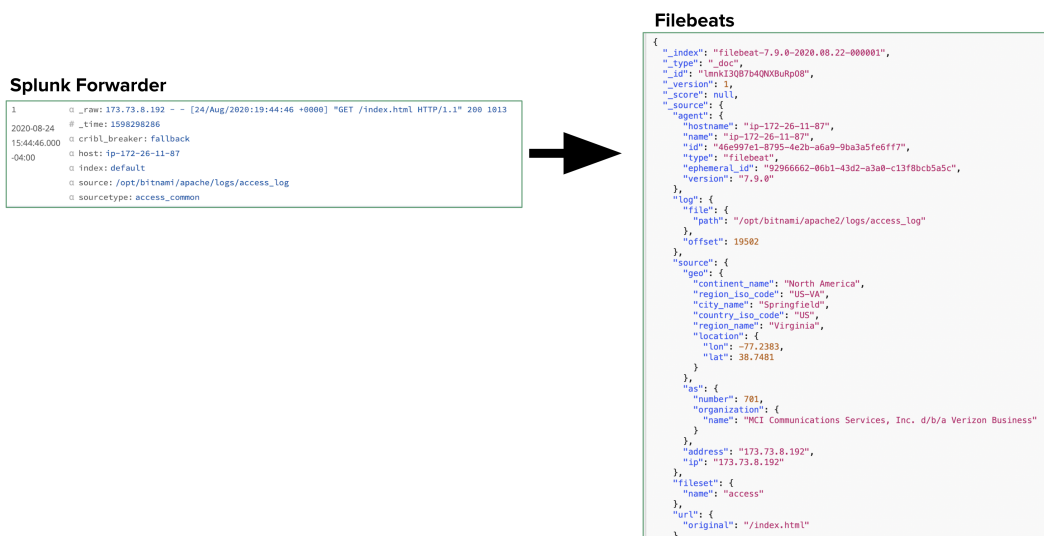 Splunk Forwarder
1
α _raw: 173.73.8.192 - - [24/Aug/2020:19:44:46 +0000] "GET /index.html HTTP/1.1" 200 1013
2020-08-24
15:44:46.000
-04:00
# _time: 1598298286
α cribl_breaker: fallback
α host: ip-172-26-11-87
α index: default
α source: /opt/bitnami/apache/logs/access_log
α sourcetype: access_common
Filebeats
{
"_index": "filebeat-7.9.0-2020.08.22-000001",
"_type": "_doc",
"_id": "lmnkI3QB7b4QNXBuRpO8",
"_version": 1,
"_score": null,
"_source": {
"agent": {
"hostname": "ip-172-26-11-87",
"name": "ip-172-26-11-87",
"id": "46e997e1-8795-4e2b-a6a9-9ba3a5fe6ff7",
"type": "filebeat",
"ephemeral_id": "92966662-06b1-43d2-a3a0-c13f8bcb5a5c",
"version": "7.9.0"
},
"log": {
"file": {
"path": "/opt/bitnami/apache2/logs/access_log"
},
"offset": 19502
},
"source": {
"geo": {
"continent_name": "North America",
"region_iso_code": "US-VA",
"city_name": "Springfield",
"country_iso_code": "US",
"region_name": "Virginia",
"location": {
"lon": -77.2383,
"lat": 38.7481
}
},
"as": {
"number": 701,
"organization": {
"name": "MCI Communications Services, Inc. d/b/a Verizon Business"
}
},
"address": "173.73.8.192",
"ip": "173.73.8.192"
},
"fileset": {
"name": "access"
},
"url": {
"original": "/index.html"
}